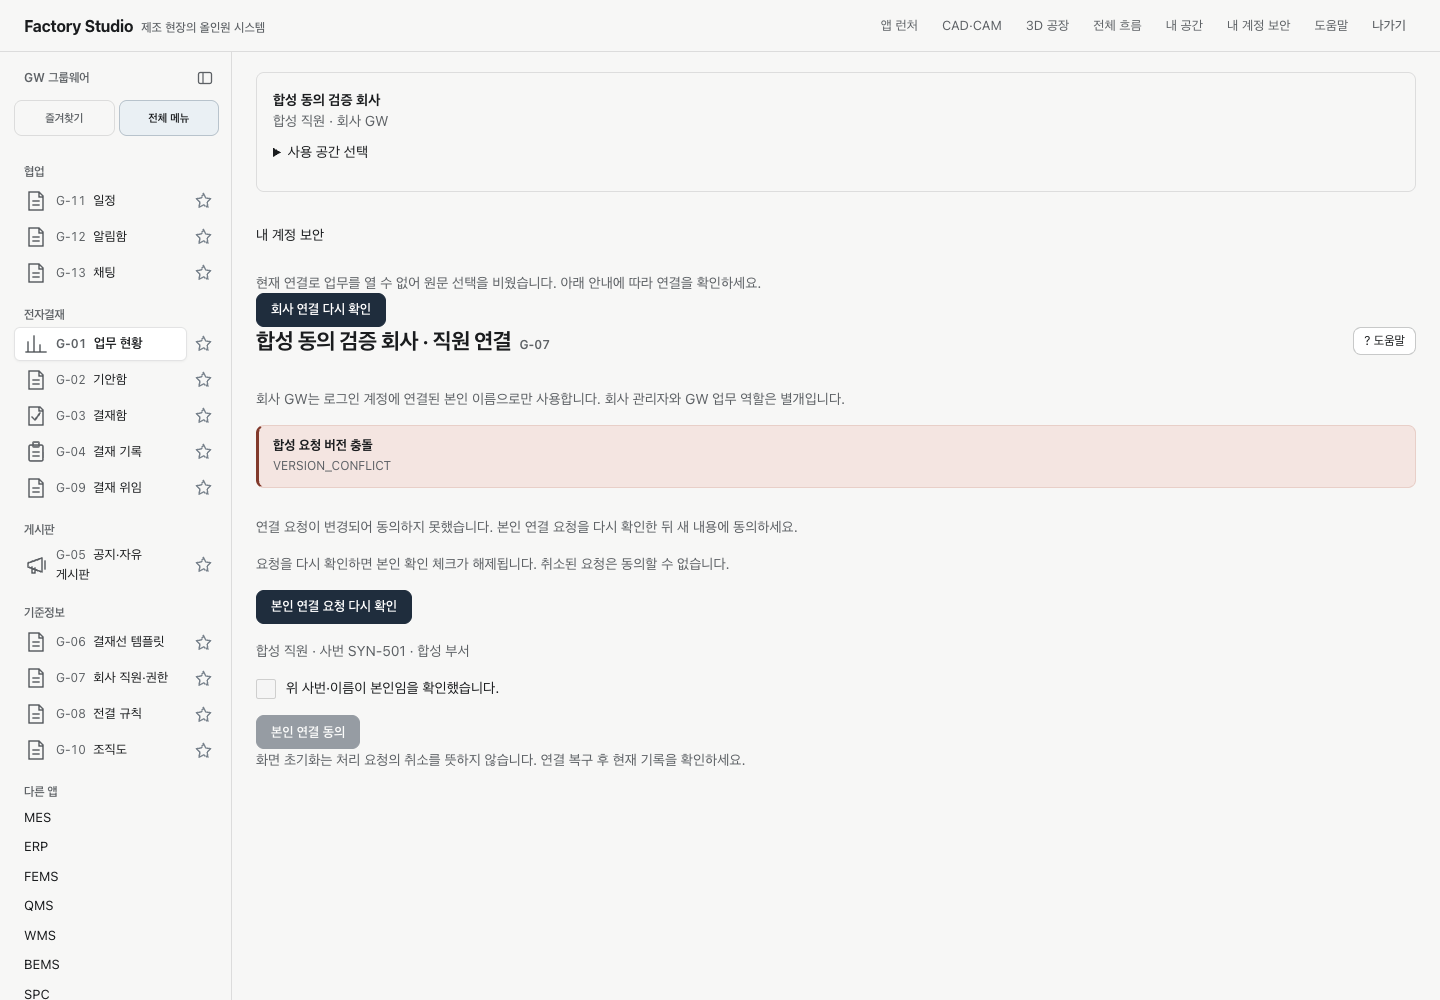 Factory Studio 제조 현장의 올인원 시스템
앱 런처 CAD·CAM 3D 공장 전체 흐름 내 공간 내 계정 보안 도움말 나가기
GW 그룹웨어
즐겨찾기 전체 메뉴
협업
G-11 일정
G-12 알림함
G-13 채팅
전자결재
G-01 업무 현황
G-02 기안함
G-03 결재함
G-04 결재 기록
G-09 결재 위임
게시판
G-05 공지·자유
게시판
기준정보
G-06 결재선 템플릿
G-07 회사 직원·권한
G-08 전결 규칙
G-10 조직도
다른 앱
MES
ERP
FEMS
QMS
WMS
BEMS
SPC
합성 동의 검증 회사
합성 직원 · 회사 GW
▶ 사용 공간 선택
내 계정 보안
현재 연결로 업무를 열 수 없어 원문 선택을 비웠습니다. 아래 안내에 따라 연결을 확인하세요.
회사 연결 다시 확인
합성 동의 검증 회사 · 직원 연결 G-07
? 도움말
회사 GW는 로그인 계정에 연결된 본인 이름으로만 사용합니다. 회사 관리자와 GW 업무 역할은 별개입니다.
합성 요청 버전 충돌
VERSION_CONFLICT
연결 요청이 변경되어 동의하지 못했습니다. 본인 연결 요청을 다시 확인한 뒤 새 내용에 동의하세요.
요청을 다시 확인하면 본인 확인 체크가 해제됩니다. 취소된 요청은 동의할 수 없습니다.
본인 연결 요청 다시 확인
합성 직원 · 사번 SYN-501 · 합성 부서
위 사번·이름이 본인임을 확인했습니다.
본인 연결 동의
화면 초기화는 처리 요청의 취소를 뜻하지 않습니다. 연결 복구 후 현재 기록을 확인하세요.